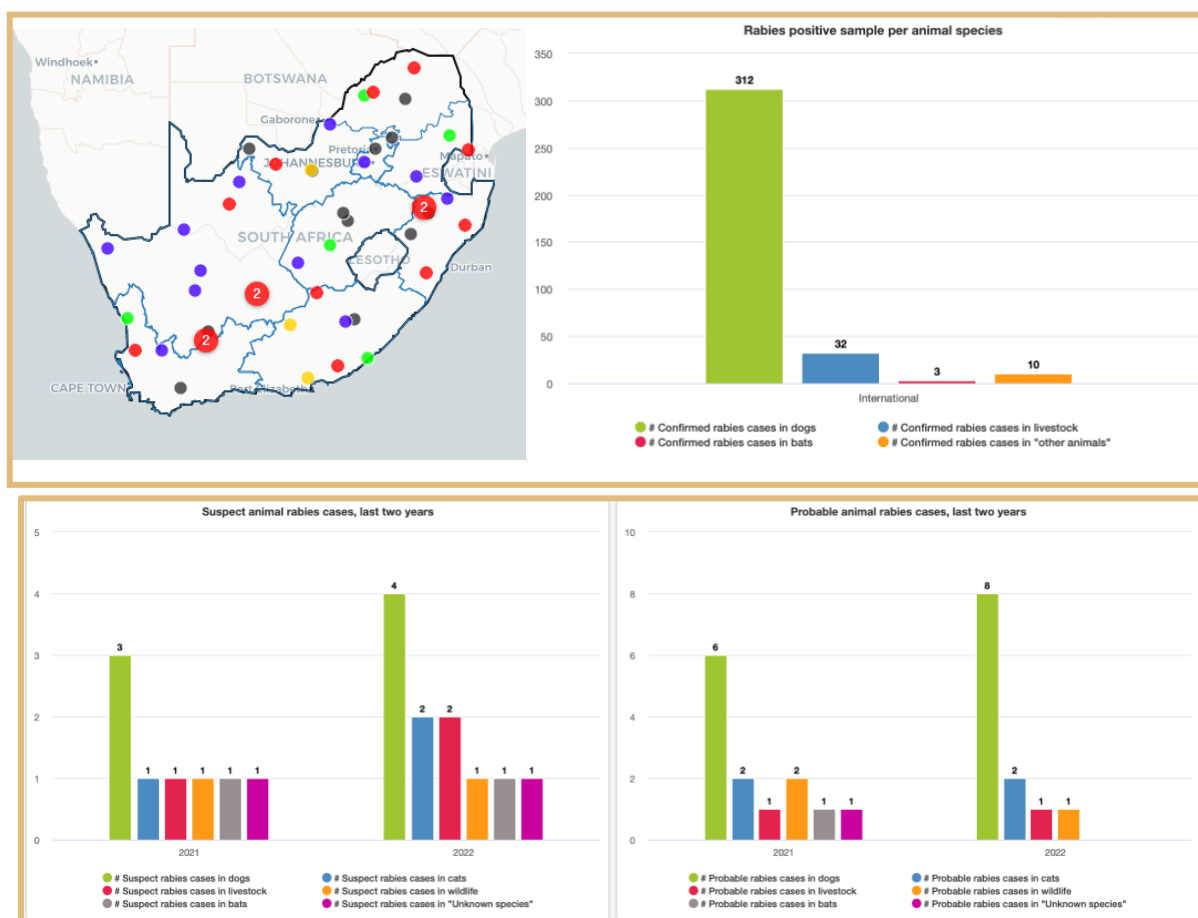 Windhoek
NAMIBIA
BOTSWANA
Gaborone
Pretori
JOHANNESBUR
Maputo
ESWATINI
SOUTH AFRICA
LESOTHO
Durban
2
2
2
CAPE TOWN
Port Elizabeth
Rabies positive sample per animal species
350
300
250
200
150
100
50
0
312
32
3
10
International
# Confirmed rabies cases in dogs
# Confirmed rabies cases in livestock
# Confirmed rabies cases in bats
# Confirmed rabies cases in "other animals"
Suspect animal rabies cases, last two years
5
4
3
2
1
0
3
1
1
1
1
1
4
2
2
1
1
1
2021
2022
# Suspect rabies cases in dogs
# Suspect rabies cases in cats
# Suspect rabies cases in livestock
# Suspect rabies cases in wildlife
# Suspect rabies cases in bats
# Suspect rabies cases in "Unknown species"
Probable animal rabies cases, last two years
10
8
6
4
2
0
6
2
1
2
1
1
8
2
1
1
2021
2022
# Probable rabies cases in dogs
# Probable rabies cases in cats
# Probable rabies cases in livestock
# Probable rabies cases in wildlife
# Probable rabies cases in bats
# Probable rabies cases in "Unknown species"